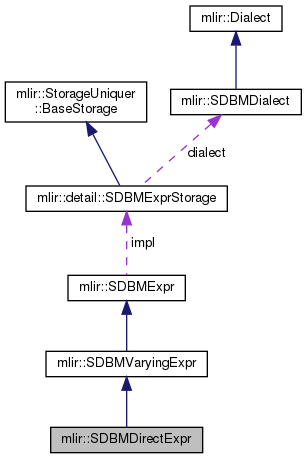 mlir::Dialect
mlir::StorageUniquer
::BaseStorage
mlir::SDBMDialect
dialect
mlir::detail::SDBMExprStorage
impl
mlir::SDBMExpr
mlir::SDBMVaryingExpr
mlir::SDBMDirectExpr